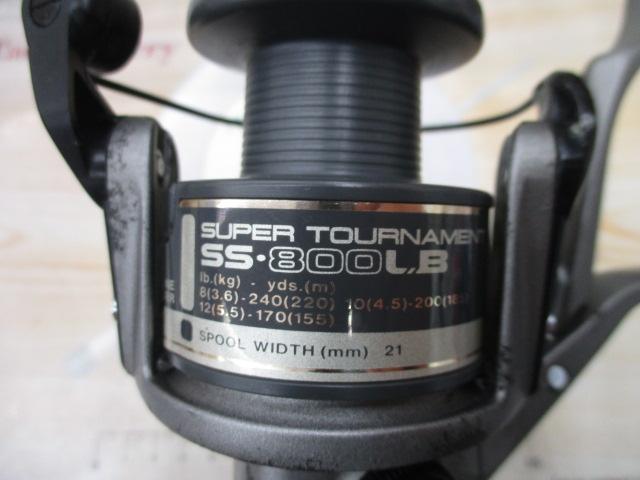 SUPER TOURNAMENT
SS·800LB
lb.(kg) - yds.(m)
8(3.6)-240(220) 10(4.5)-200(185)
12(5.5)-170(155)
SPOOL WIDTH (mm) 21